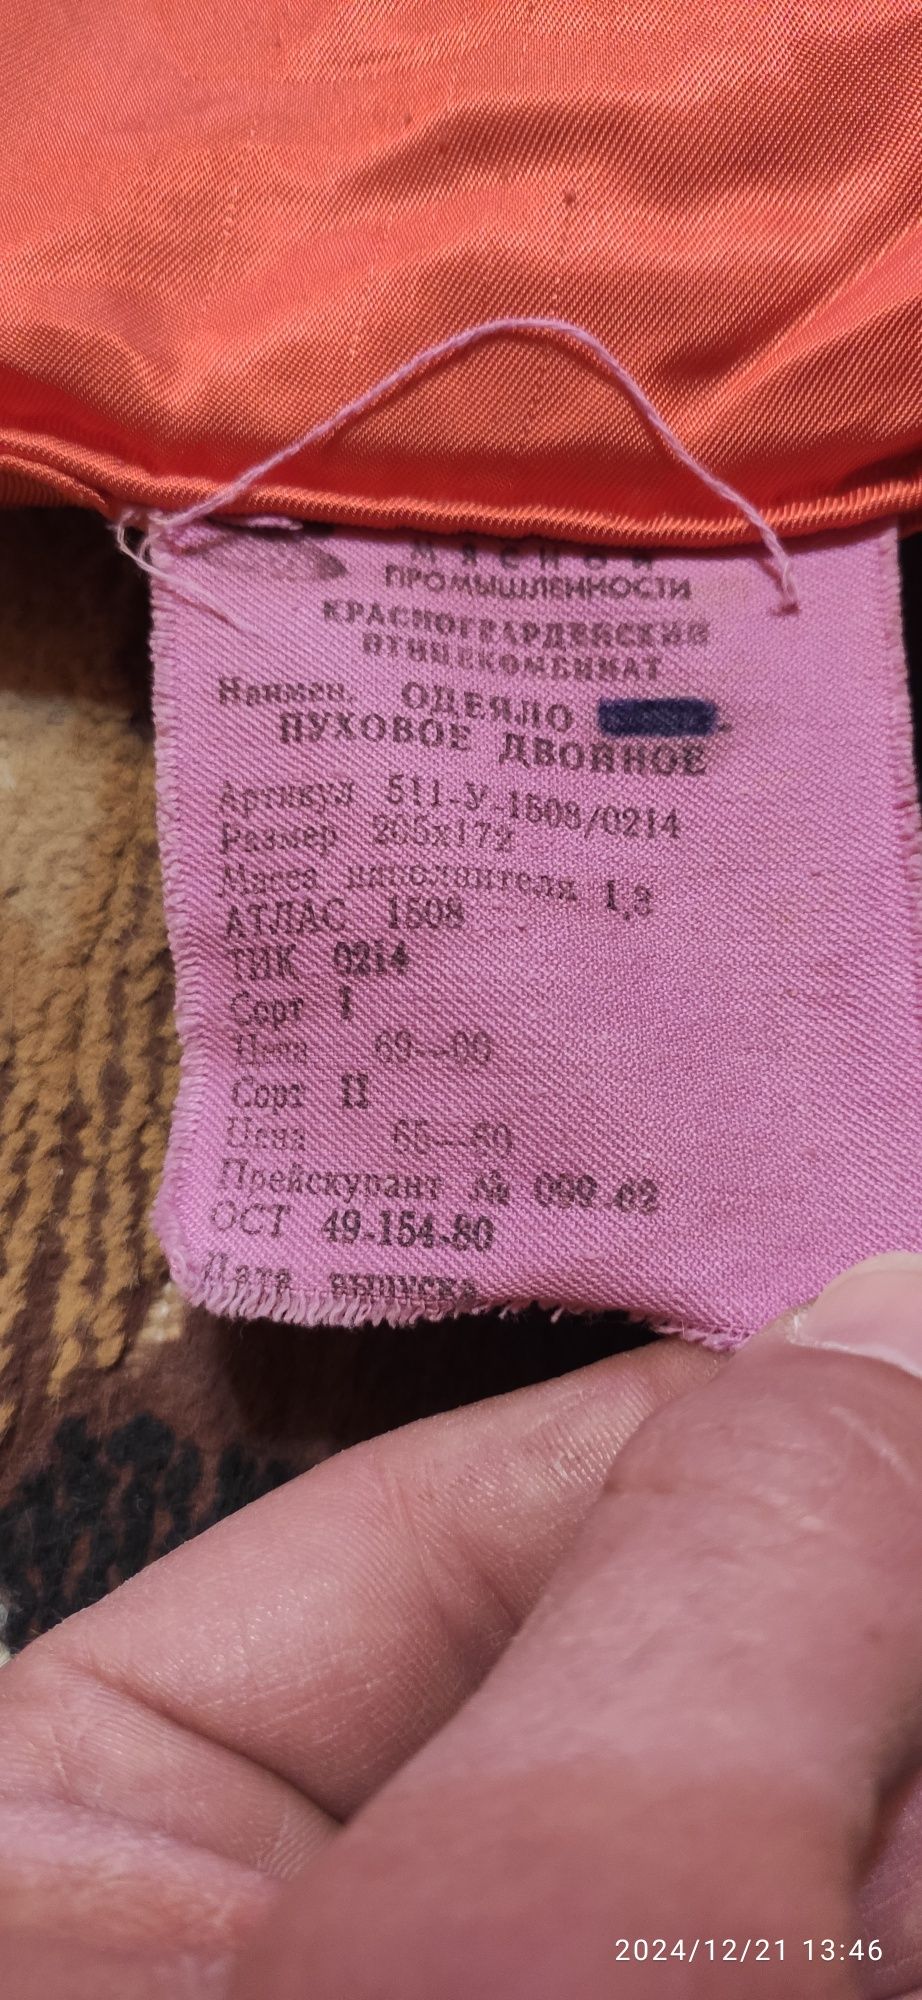 МЯСНОЙ
ПРОМЫШЛЕННОСТИ
КРАСНОГВАРДЕЙСКИЙ
ПТИЦЕКОМБИНАТ
Наимен. ОДЕЯЛО
ПУХОВОЕ ДВОЙНОЕ
Артикул 511-У-1508/0214
Размер 205х172
Масса наполнителя 1,3
АТЛАС 1508
ТИК 0214
Сорт I
Цена 69—00
Сорт II
Цена 65—60
Прейскурант №
ОСТ 49-154-80
Дата выпуска
2024/12/21 13:46